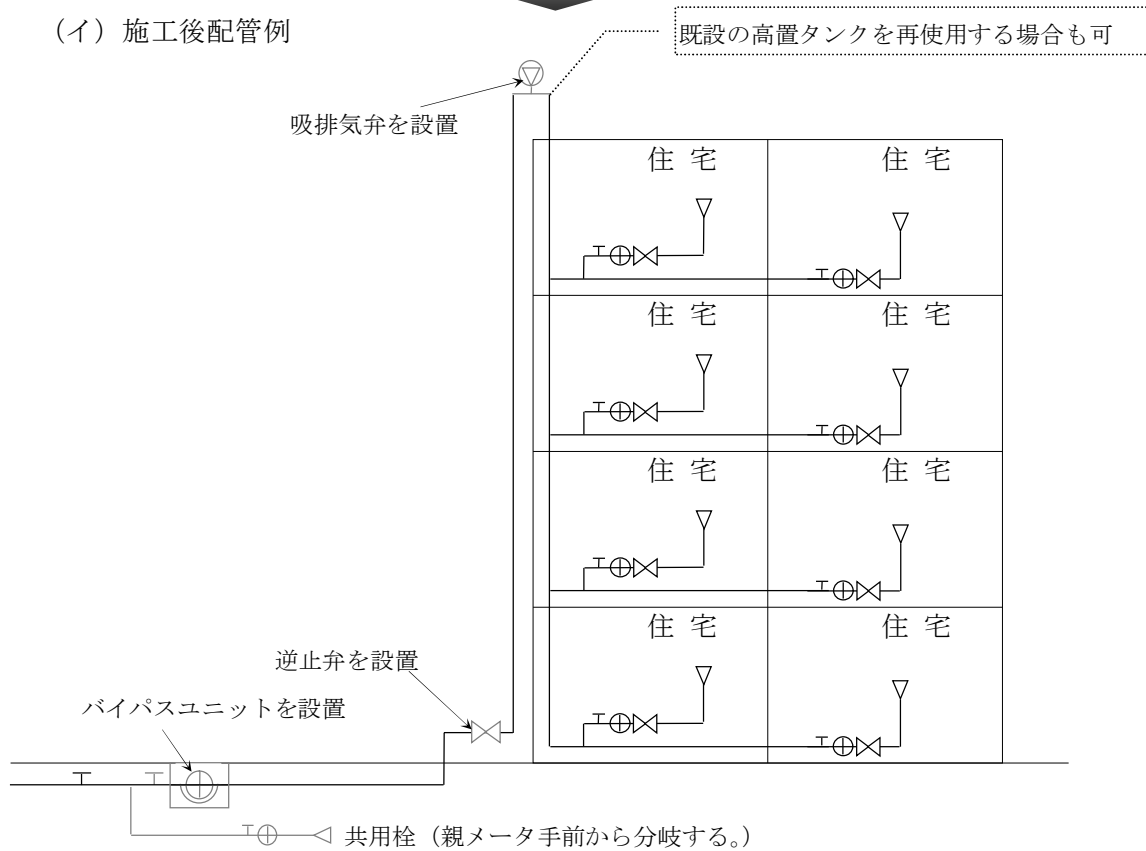 （イ）施工後配管例
既設の高置タンクを再使用する場合も可
吸排気弁を設置
住 宅
住 宅
住 宅
住 宅
住 宅
住 宅
住 宅
住 宅
逆止弁を設置
バイパスユニットを設置
共用栓（親メータ手前から分岐する。）